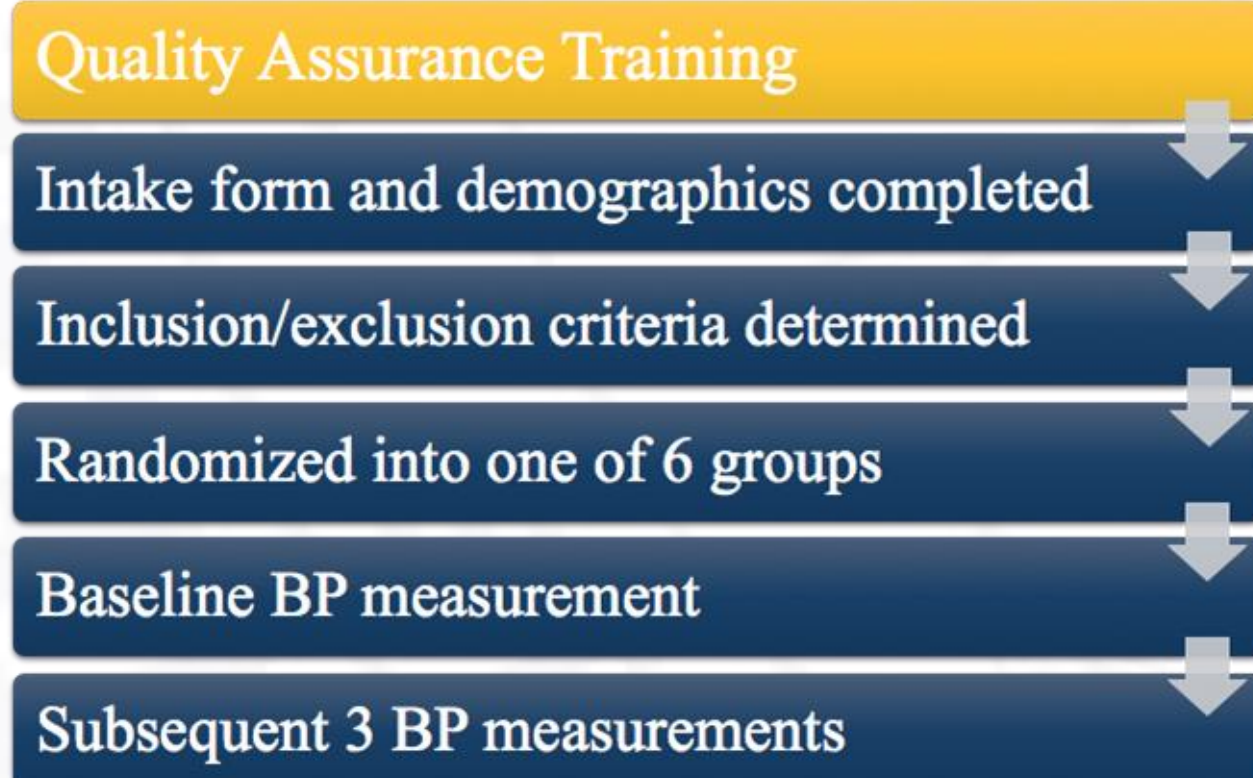 Quality Assurance Training
Intake form and demographics completed
Inclusion/exclusion criteria determined
Randomized into one of 6 groups
Baseline BP measurement
Subsequent 3 BP measurements